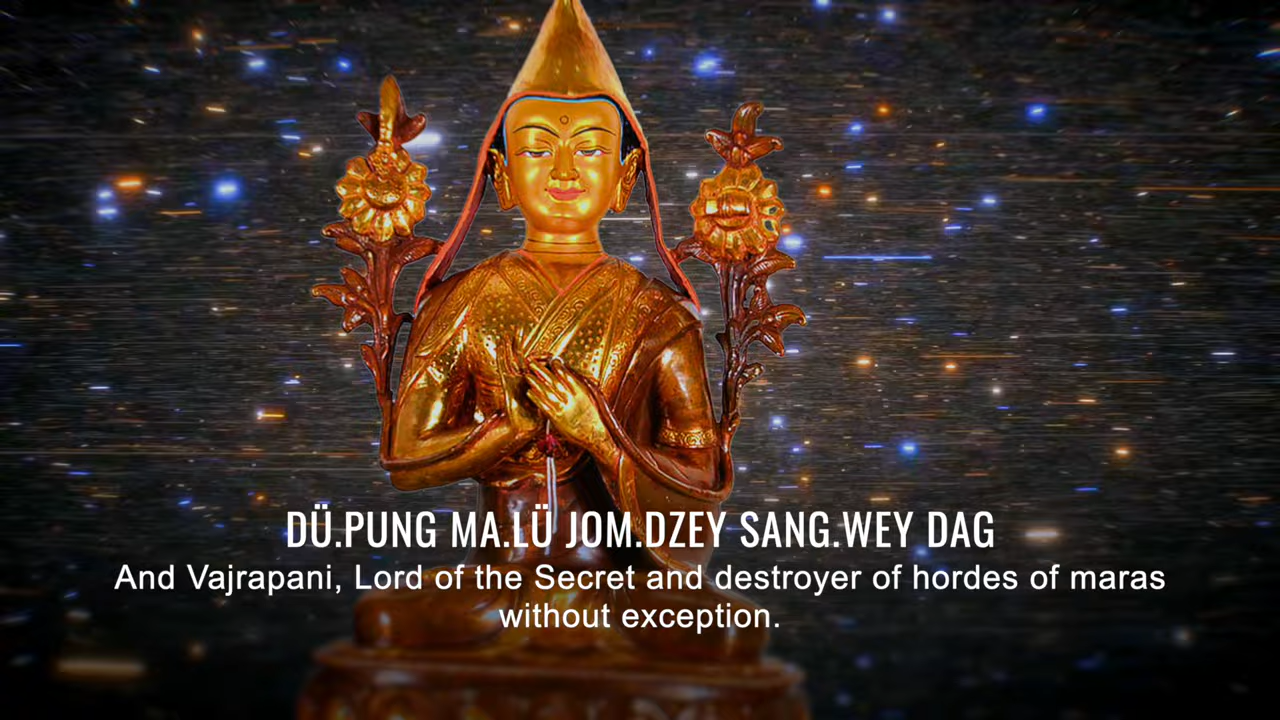 DÜ.PUNG MA.LÜ JOM.DZEY SANG.WEY DAG
And Vajrapani, Lord of the Secret and destroyer of hordes of maras
without exception.